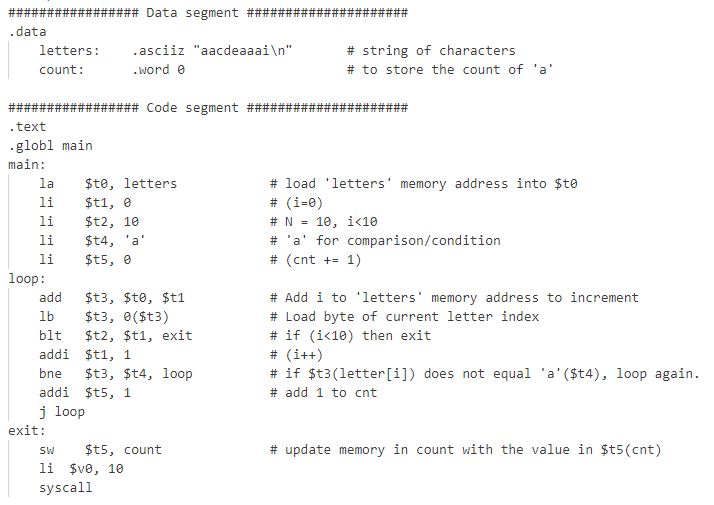 ################# Data segment #####################
.data
letters: .asciiz "aacdeaaai\n" # string of characters
count: .word 0 # to store the count of 'a'
################# Code segment #####################
.text
.globl main
main:
la $t0, letters # load 'letters' memory address into $t0
li $t1, 0 # (i=0)
li $t2, 10 # N = 10, i<10
li $t4, 'a' # 'a' for comparison/condition
li $t5, 0 # (cnt += 1)
loop:
add $t3, $t0, $t1 # Add i to 'letters' memory address to increment
lb $t3, 0($t3) # Load byte of current letter index
blt $t2, $t1, exit # if (i<10) then exit
addi $t1, 1 # (i++)
bne $t3, $t4, loop # if $t3(letter[i]) does not equal 'a'($t4), loop again.
addi $t5, 1 # add 1 to cnt
j loop
exit:
sw $t5, count # update memory in count with the value in $t5(cnt)
li $v0, 10
syscall